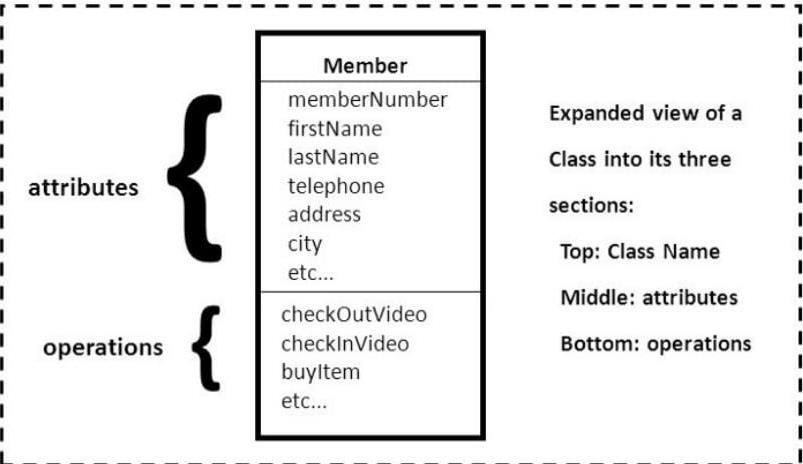 Member
memberNumber
firstName
lastName
telephone
address
city
etc...
attributes
checkOutVideo
checkInVideo
buyItem
etc...
operations
Expanded view of a
Class into its three
sections:
Top: Class Name
Middle: attributes
Bottom: operations